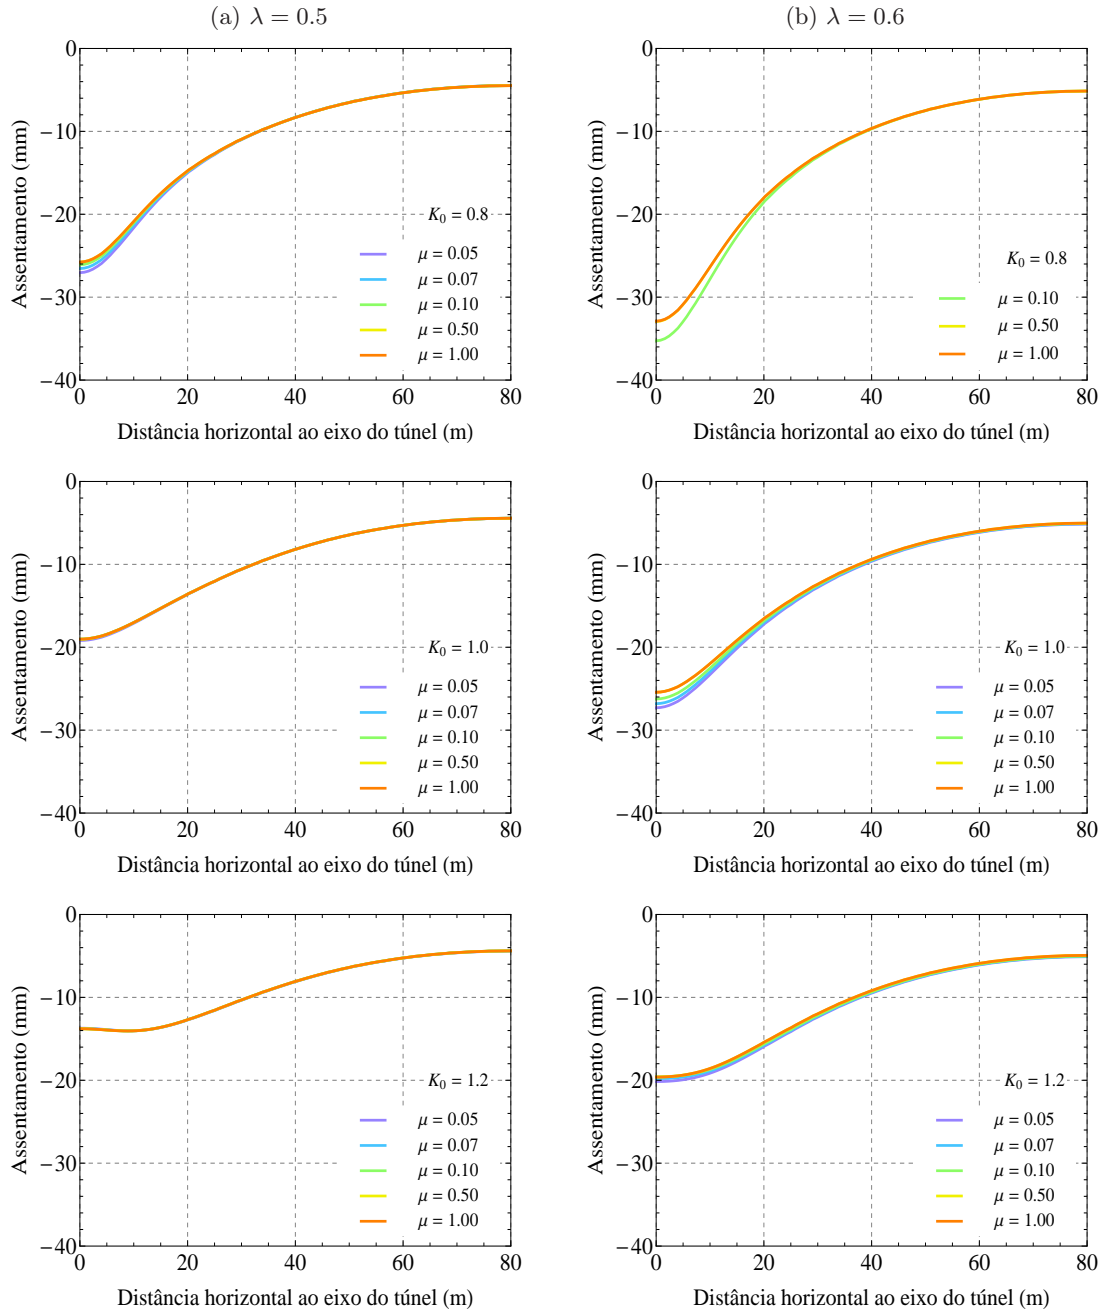 (a) λ = 0.5
(b) λ = 0.6
0
−10
−20
−30
−40
0 20 40 60 80
Assentamento (mm)
Distância horizontal ao eixo do túnel (m)
K0 = 0.8
μ = 0.05
μ = 0.07
μ = 0.10
μ = 0.50
μ = 1.00
0
−10
−20
−30
−40
0 20 40 60 80
Assentamento (mm)
Distância horizontal ao eixo do túnel (m)
K0 = 0.8
μ = 0.10
μ = 0.50
μ = 1.00
0
−10
−20
−30
−40
0 20 40 60 80
Assentamento (mm)
Distância horizontal ao eixo do túnel (m)
K0 = 1.0
μ = 0.05
μ = 0.07
μ = 0.10
μ = 0.50
μ = 1.00
0
−10
−20
−30
−40
0 20 40 60 80
Assentamento (mm)
Distância horizontal ao eixo do túnel (m)
K0 = 1.0
μ = 0.05
μ = 0.07
μ = 0.10
μ = 0.50
μ = 1.00
0
−10
−20
−30
−40
0 20 40 60 80
Assentamento (mm)
Distância horizontal ao eixo do túnel (m)
K0 = 1.2
μ = 0.05
μ = 0.07
μ = 0.10
μ = 0.50
μ = 1.00
0
−10
−20
−30
−40
0 20 40 60 80
Assentamento (mm)
Distância horizontal ao eixo do túnel (m)
K0 = 1.2
μ = 0.05
μ = 0.07
μ = 0.10
μ = 0.50
μ = 1.00